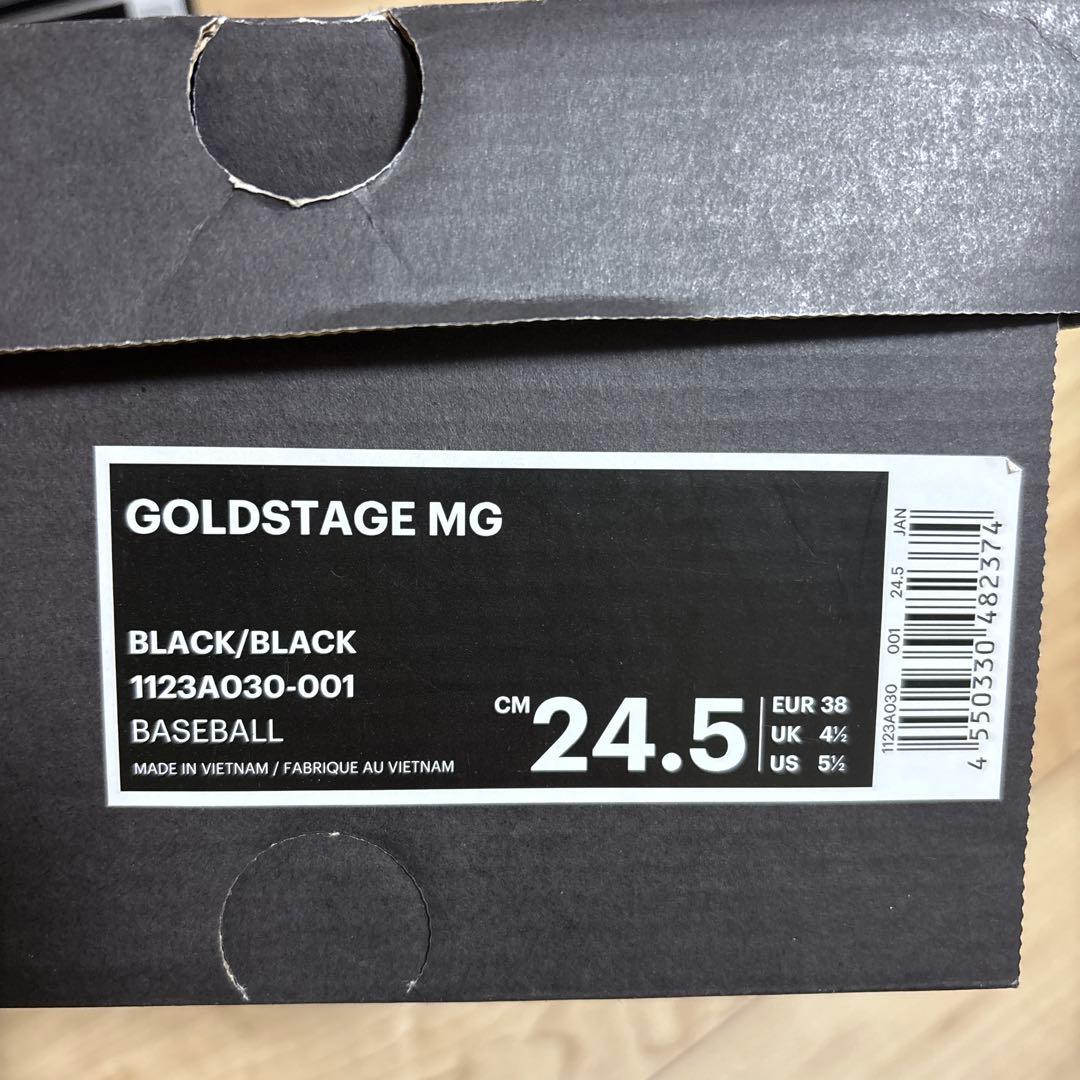 GOLDSTAGE MG
BLACK/BLACK
1123A030-001
BASEBALL
MADE IN VIETNAM / FABRIQUE AU VIETNAM
CM 24.5
EUR 38
UK 4½
US 5½
1123A030 001 24.5 JAN
4 550330 482374